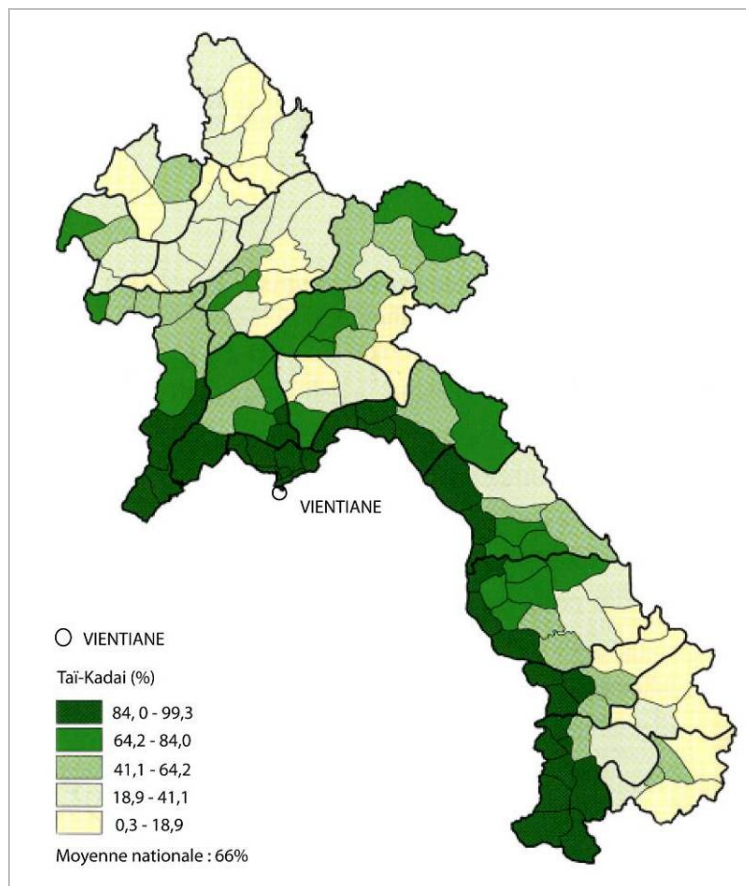 VIENTIANE
VIENTIANE
Taï-Kadai (%)
84, 0 - 99,3
64,2 - 84,0
41,1 - 64,2
18,9 - 41,1
0,3 - 18,9
Moyenne nationale : 66%